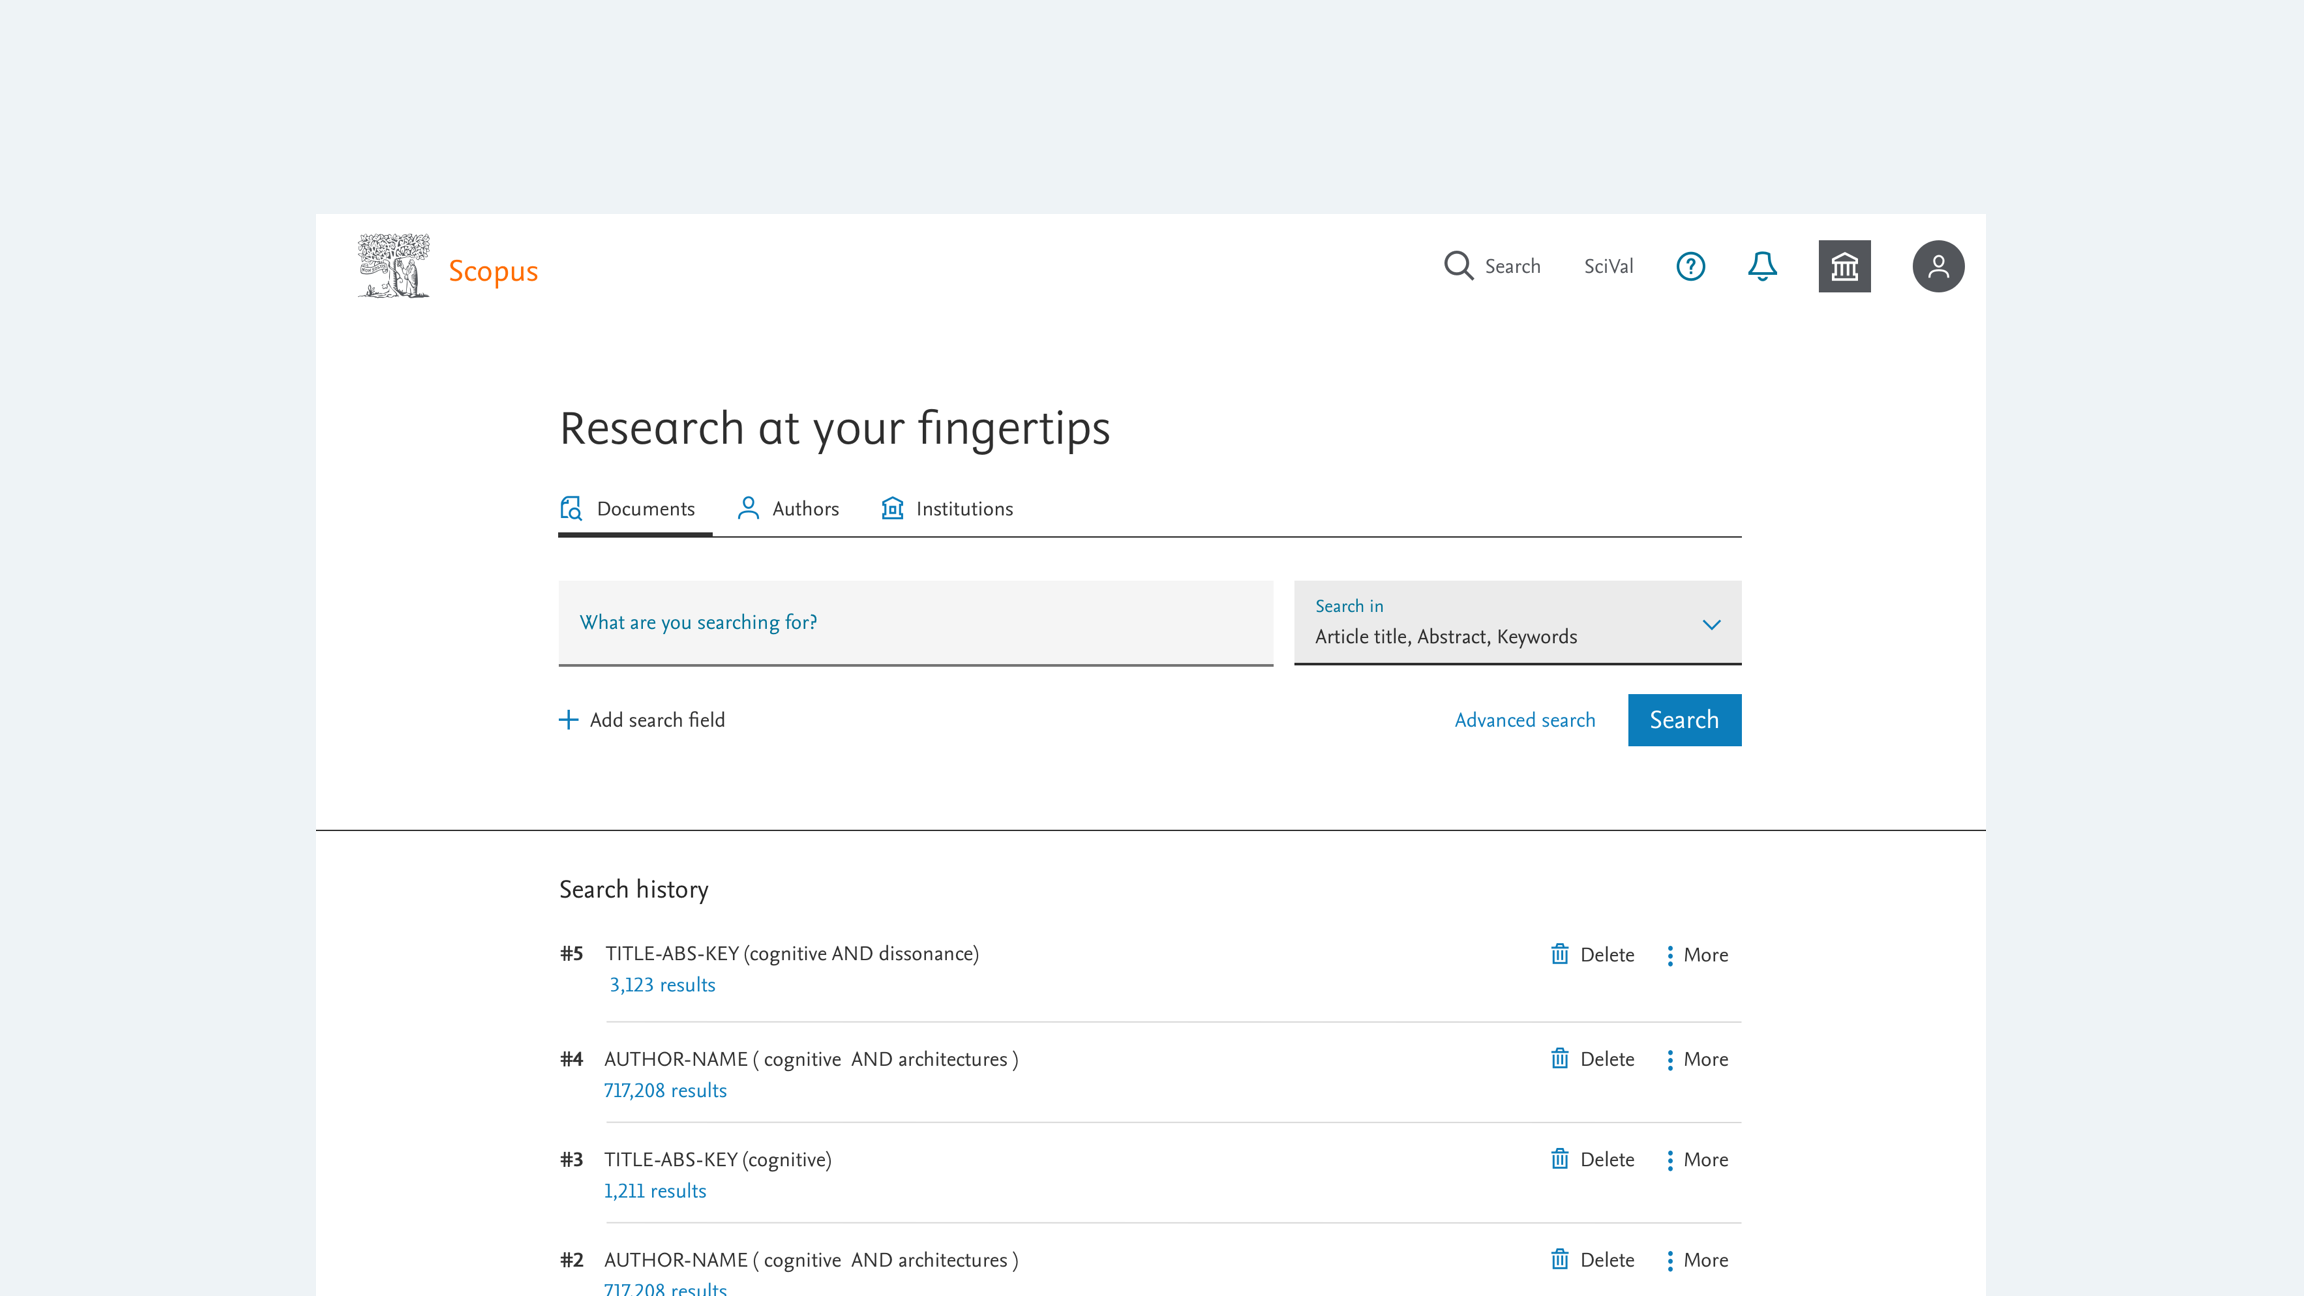 Scopus
Search
SciVal
Research at your fingertips
Documents
Authors
Institutions
What are you searching for?
Search in
Article title, Abstract, Keywords
Add search field
Advanced search
Search
Search history
#5 TITLE-ABS-KEY (cognitive AND dissonance)
3,123 results
Delete
More
#4 AUTHOR-NAME ( cognitive AND architectures )
717,208 results
Delete
More
#3 TITLE-ABS-KEY (cognitive)
1,211 results
Delete
More
#2 AUTHOR-NAME ( cognitive AND architectures )
717,208 results
Delete
More